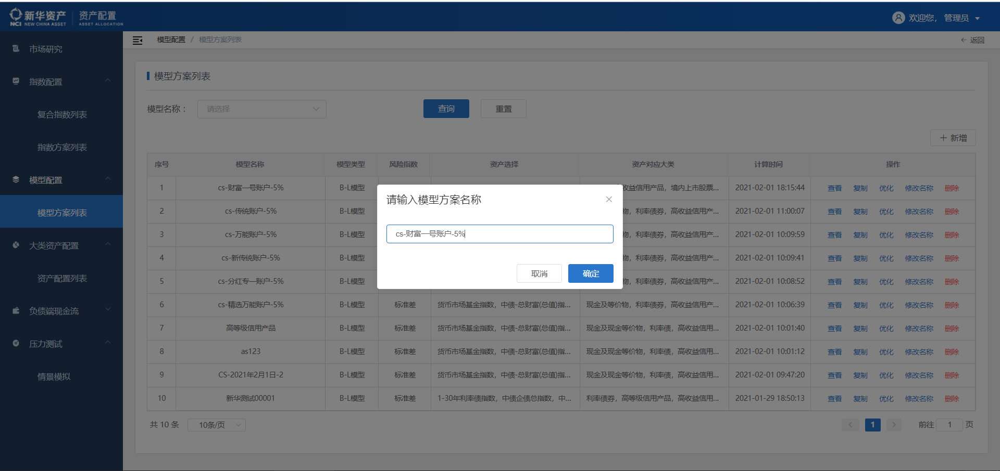 新华资产 资产配置
NCI NEW CHINA ASSET ASSET ALLOCATION
欢迎您， 管理员
市场研究
指数配置
复合指数列表
指数方案列表
模型配置
模型方案列表
大类资产配置
资产配置列表
负债端现金流
压力测试
情景模拟
模型配置 / 模型方案列表
← 返回
模型方案列表
模型名称： 请选择 查询 重置
+ 新增
序号 模型名称 模型类型 风险指数 资产选择 资产对应大类 计算时间 操作
1 cs-财富一号账户-5% B-L模型 收益信用产品，境内上市股票... 2021-02-01 18:15:44 查看 复制 优化 修改名称 删除
2 cs-传统账户-5% B-L模型 物，利率债券，高收益信用产... 2021-02-01 11:00:07 查看 复制 优化 修改名称 删除
3 cs-万能账户-5% B-L模型 物，利率债券，高收益信用产... 2021-02-01 10:09:59 查看 复制 优化 修改名称 删除
4 cs-新传统账户-5% B-L模型 物，利率债券，高收益信用产... 2021-02-01 10:09:41 查看 复制 优化 修改名称 删除
5 cs-分红专一账户-5% B-L模型 物，利率债券，高收益信用产... 2021-02-01 10:08:52 查看 复制 优化 修改名称 删除
6 cs-精选万能账户-5% B-L模型 标准差 货币市场基金指数，中债-总财富(总值)指... 现金及等价物，利率债券，高收益信用产... 2021-02-01 10:06:39 查看 复制 优化 修改名称 删除
7 高等级信用产品 B-L模型 标准差 货币市场基金指数，中债-总财富(总值)指... 现金及现金等价物，利率债，高收益信用... 2021-02-01 10:01:40 查看 复制 优化 修改名称 删除
8 as123 B-L模型 标准差 货币市场基金指数，中债-总财富(总值)指... 现金及现金等价物，利率债，高收益信用... 2021-02-01 10:01:12 查看 复制 优化 修改名称 删除
9 CS-2021年2月1日-2 B-L模型 标准差 货币市场基金指数，中债-总财富(总值)指... 现金及现金等价物，利率债，高收益信用... 2021-02-01 09:47:20 查看 复制 优化 修改名称 删除
10 新华测试00001 B-L模型 标准差 1-30年利率债指数，中债企债总指数，中... 利率债券，高等级信用产品，高收益信用... 2021-01-29 18:50:13 查看 复制 优化 修改名称 删除
共 10 条 10条/页 1 前往 1 页
请输入模型方案名称
cs-财富一号账户-5%
取消 确定